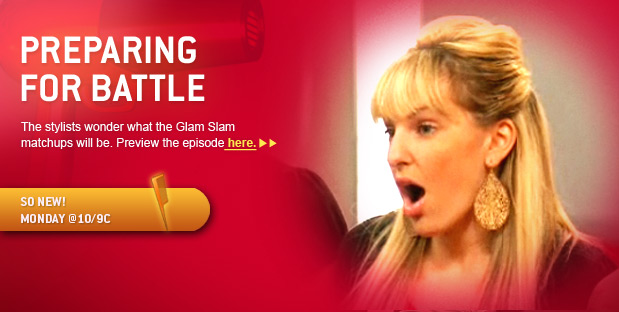 PREPARING
FOR BATTLE
The stylists wonder what the Glam Slam
matchups will be. Preview the episode here.
SO NEW!
MONDAY @10/9C